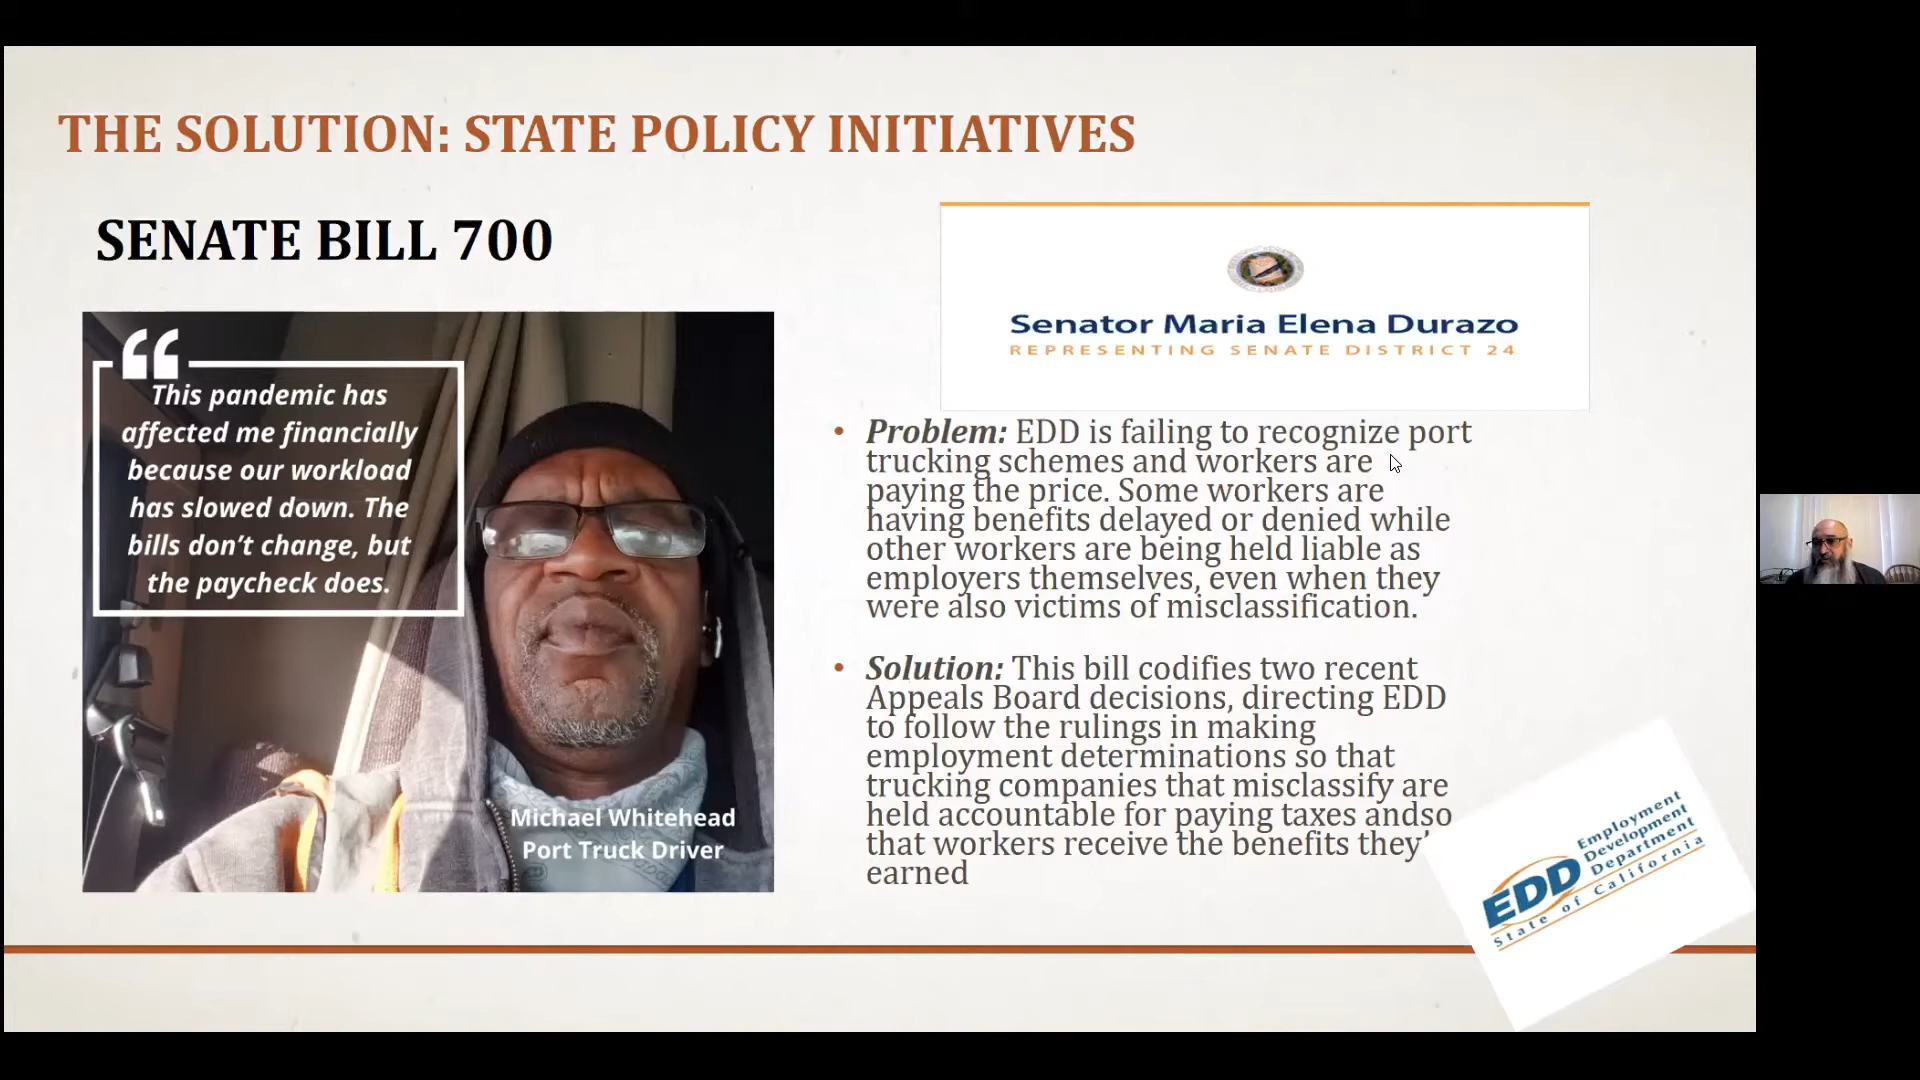 THE SOLUTION: STATE POLICY INITIATIVES
SENATE BILL 700
“
This pandemic has
affected me financially
because our workload
has slowed down. The
bills don’t change, but
the paycheck does.
Michael Whitehead
Port Truck Driver
Senator Maria Elena Durazo
REPRESENTING SENATE DISTRICT 24
• Problem: EDD is failing to recognize port
trucking schemes and workers are
paying the price. Some workers are
having benefits delayed or denied while
other workers are being held liable as
employers themselves, even when they
were also victims of misclassification.
• Solution: This bill codifies two recent
Appeals Board decisions, directing EDD
to follow the rulings in making
employment determinations so that
trucking companies that misclassify are
held accountable for paying taxes andso
that workers receive the benefits they’
earned
EDD
Employment
Development
Department
State of California